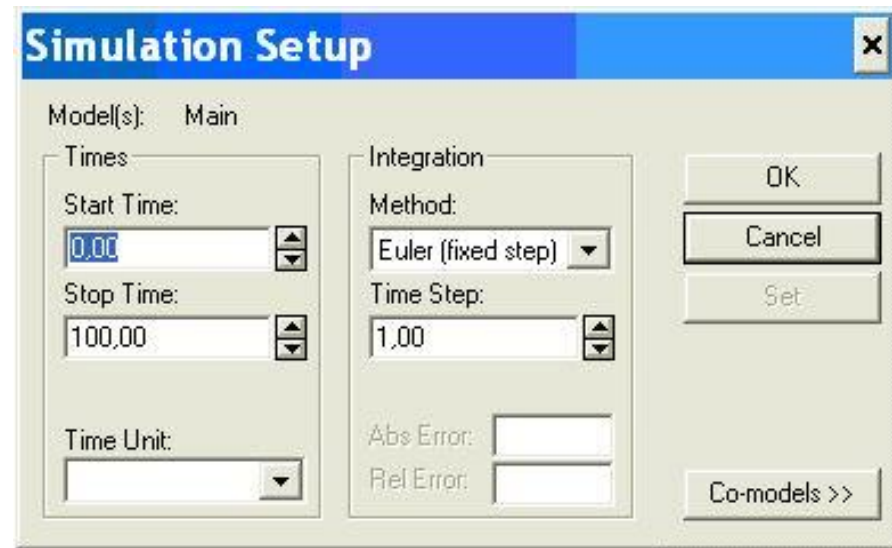 Simulation Setup
Model(s): Main
Times
Start Time:
0,00
Stop Time:
100,00
Time Unit:
Integration
Method:
Euler (fixed step)
Time Step:
1,00
Abs Error:
Rel Error:
OK
Cancel
Set
Co-models >>